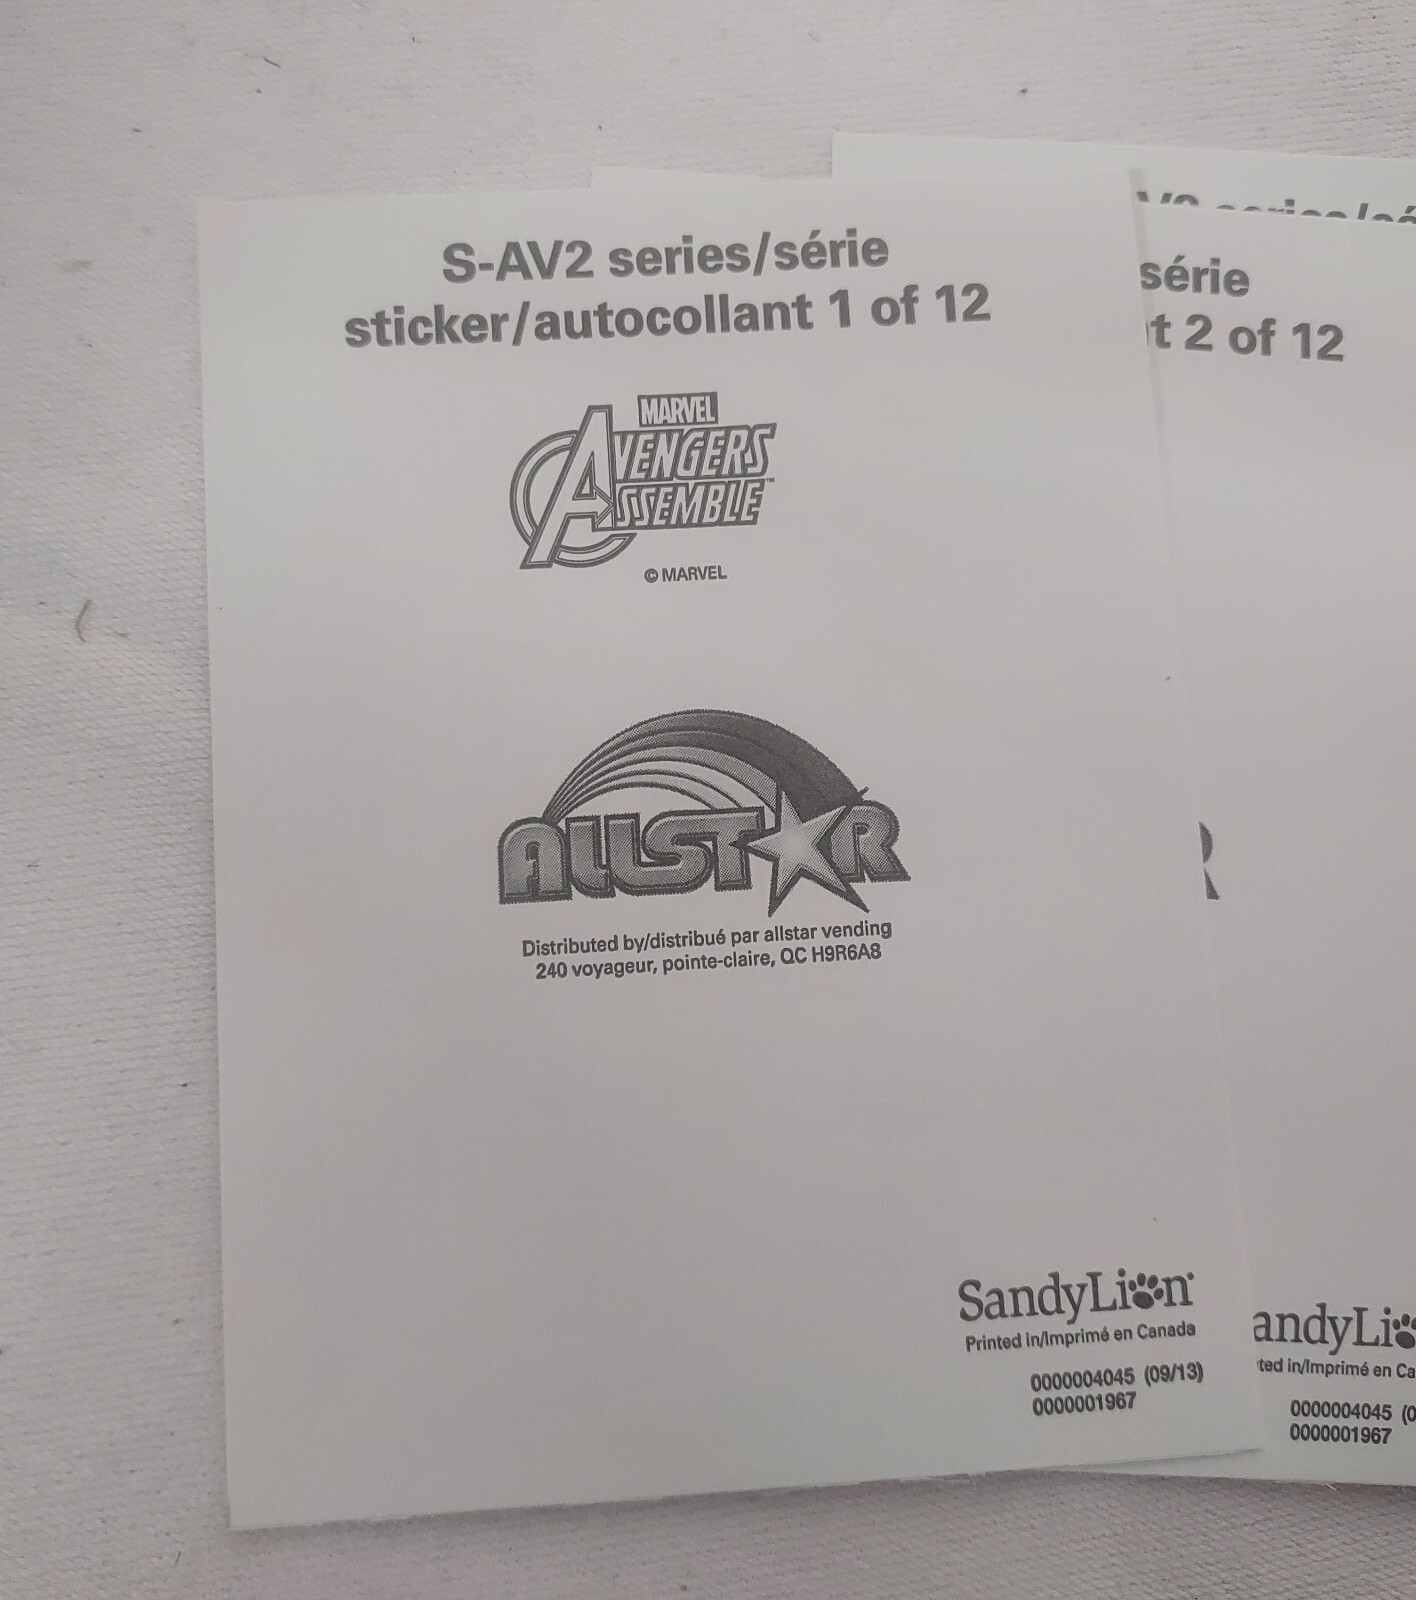 S-AV2 series/série
sticker/autocollant 1 of 12
MARVEL
AVENGERS
ASSEMBLE™
© MARVEL
ALLSTAR
Distributed by/distribué par allstar vending
240 voyageur, pointe-claire, QC H9R6A8
SandyLion®
Printed in/Imprimé en Canada
0000004045 (09/13)
0000001967
série
t 2 of 12
R
andyLi
ted in/Imprimé en Ca
0000004045 (0
0000001967